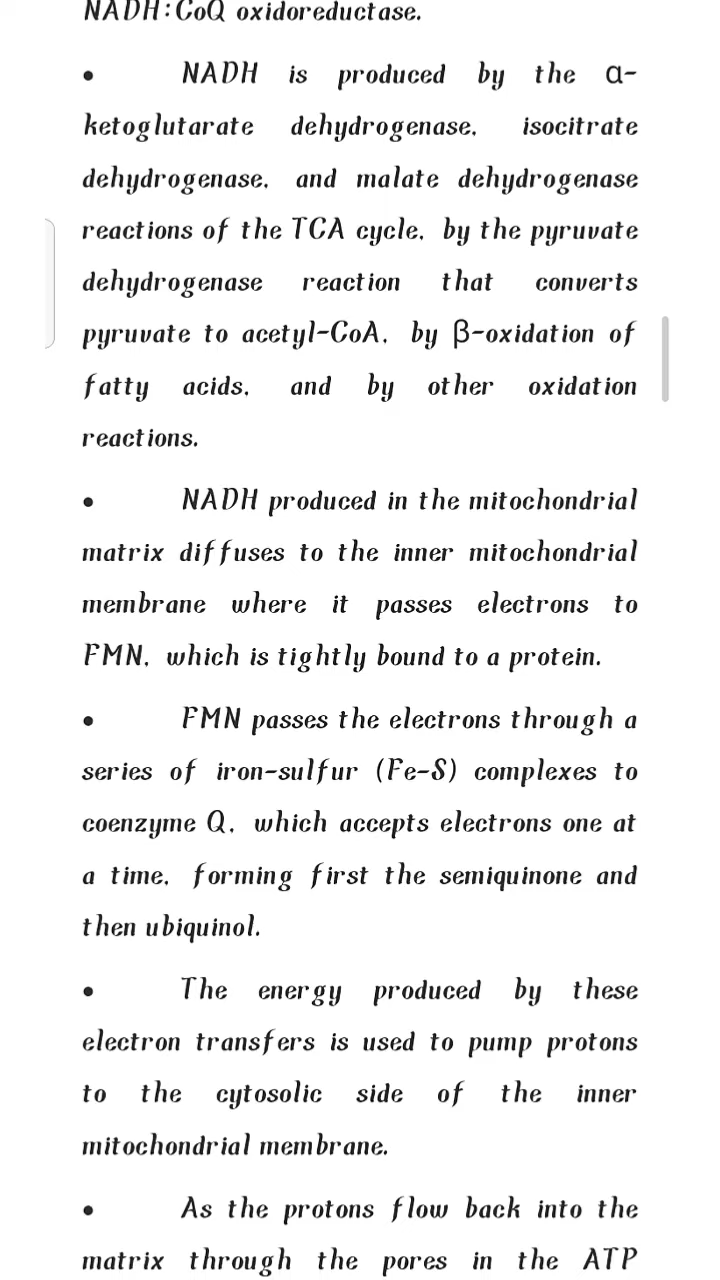 NADH:CoQ oxidoreductase.
• NADH is produced by the α-
ketoglutarate dehydrogenase, isocitrate
dehydrogenase, and malate dehydrogenase
reactions of the TCA cycle, by the pyruvate
dehydrogenase reaction that converts
pyruvate to acetyl-CoA, by β-oxidation of
fatty acids, and by other oxidation
reactions.
• NADH produced in the mitochondrial
matrix diffuses to the inner mitochondrial
membrane where it passes electrons to
FMN, which is tightly bound to a protein.
• FMN passes the electrons through a
series of iron-sulfur (Fe-S) complexes to
coenzyme Q, which accepts electrons one at
a time, forming first the semiquinone and
then ubiquinol.
• The energy produced by these
electron transfers is used to pump protons
to the cytosolic side of the inner
mitochondrial membrane.
• As the protons flow back into the
matrix through the pores in the ATP